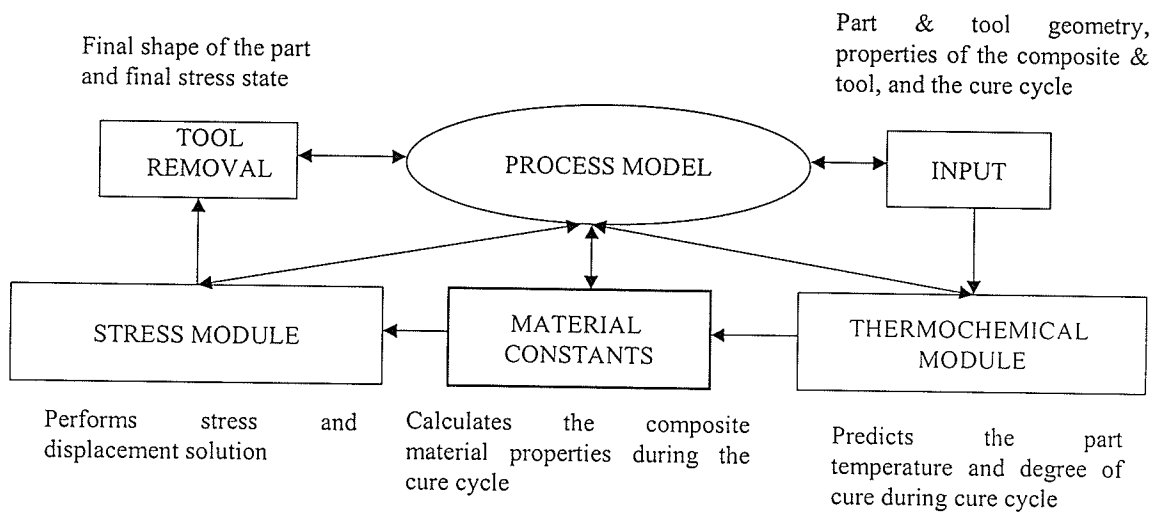 Final shape of the part
and final stress state
Part & tool geometry,
properties of the composite &
tool, and the cure cycle
TOOL
REMOVAL
PROCESS MODEL
INPUT
STRESS MODULE
MATERIAL
CONSTANTS
THERMOCHEMICAL
MODULE
Performs stress and
displacement solution
Calculates the composite
material properties during the
cure cycle
Predicts the part
temperature and degree of
cure during cure cycle